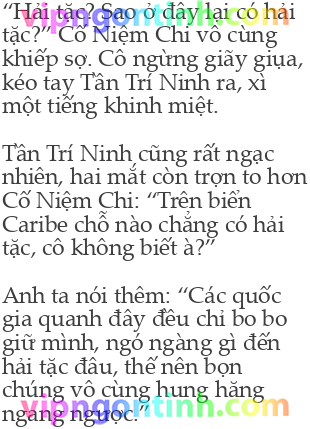 “Hải tặc? Sao ở đây lại có hải
tặc?” Cố Niệm Chi vô cùng
khiếp sợ. Cô ngừng giãy giụa,
kéo tay Tần Trí Ninh ra, xì
một tiếng khinh miệt.
Tần Trí Ninh cũng rất ngạc
nhiên, hai mắt còn trợn to hơn
Cố Niệm Chi: “Trên biển
Caribe chỗ nào chẳng có hải
tặc, cô không biết à?”
Anh ta nói thêm: “Các quốc
gia quanh đây đều chỉ bo bo
giữ mình, ngó ngàng gì đến
hải tặc đâu, thế nên bọn
chúng vô cùng hung hăng
ngang ngược.”
vipngontinh.com
vipngontinh.com